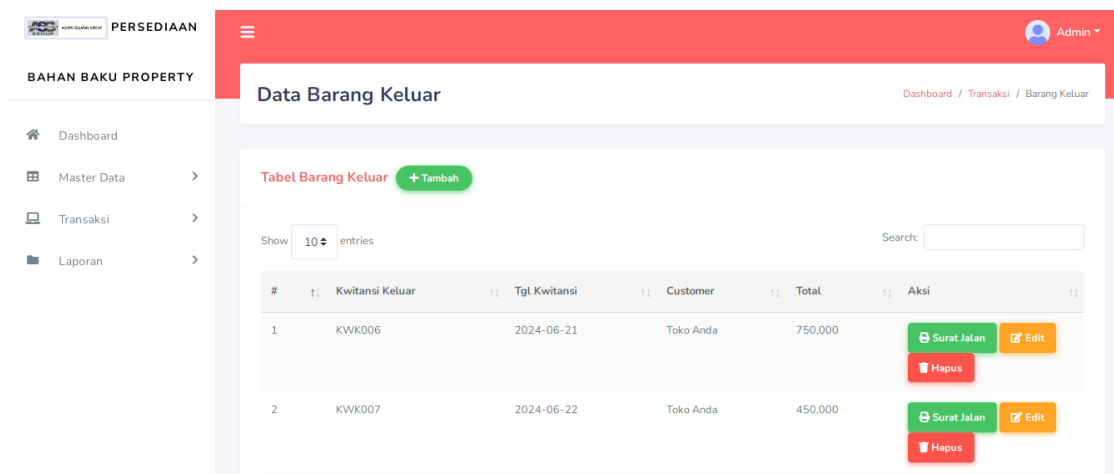 PERSEDIAAN
BAHAN BAKU PROPERTY
Dashboard
Master Data
Transaksi
Laporan
Admin
Data Barang Keluar
Dashboard / Transaksi / Barang Keluar
Tabel Barang Keluar + Tambah
Show 10 entries
Search:
# Kwitansi Keluar Tgl Kwitansi Customer Total Aksi
1 KWK006 2024-06-21 Toko Anda 750,000 Surat Jalan Edit
Hapus
2 KWK007 2024-06-22 Toko Anda 450,000 Surat Jalan Edit
Hapus